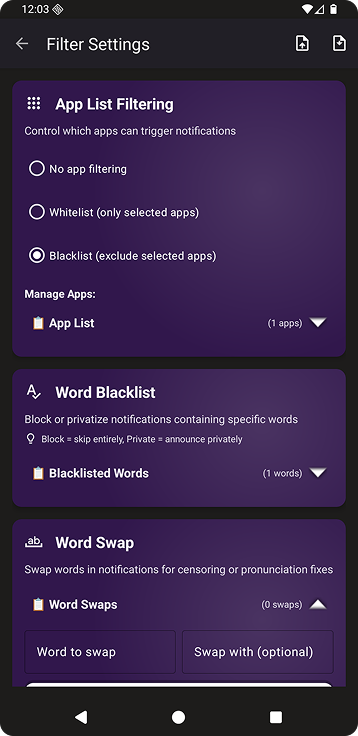 12:03
Filter Settings
App List Filtering
Control which apps can trigger notifications
No app filtering
Whitelist (only selected apps)
Blacklist (exclude selected apps)
Manage Apps:
App List (1 apps)
Word Blacklist
Block or privatize notifications containing specific words
Block = skip entirely, Private = announce privately
Blacklisted Words (1 words)
ab
Word Swap
Swap words in notifications for censoring or pronunciation fixes
Word Swaps (0 swaps)
Word to swap Swap with (optional)